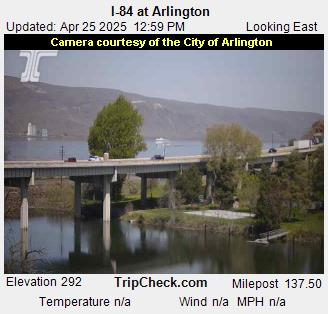 I-84 at Arlington
Updated: Apr 25 2025 12:59 PM Looking East
Camera courtesy of the City of Arlington
Elevation 292 TripCheck.com Milepost 137.50
Temperature n/a Wind n/a MPH n/a